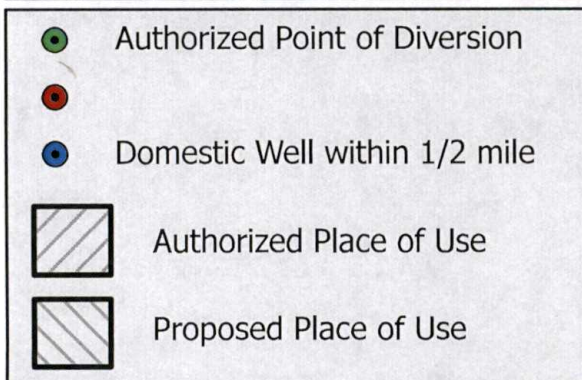 Authorized Point of Diversion
Domestic Well within 1/2 mile
Authorized Place of Use
Proposed Place of Use